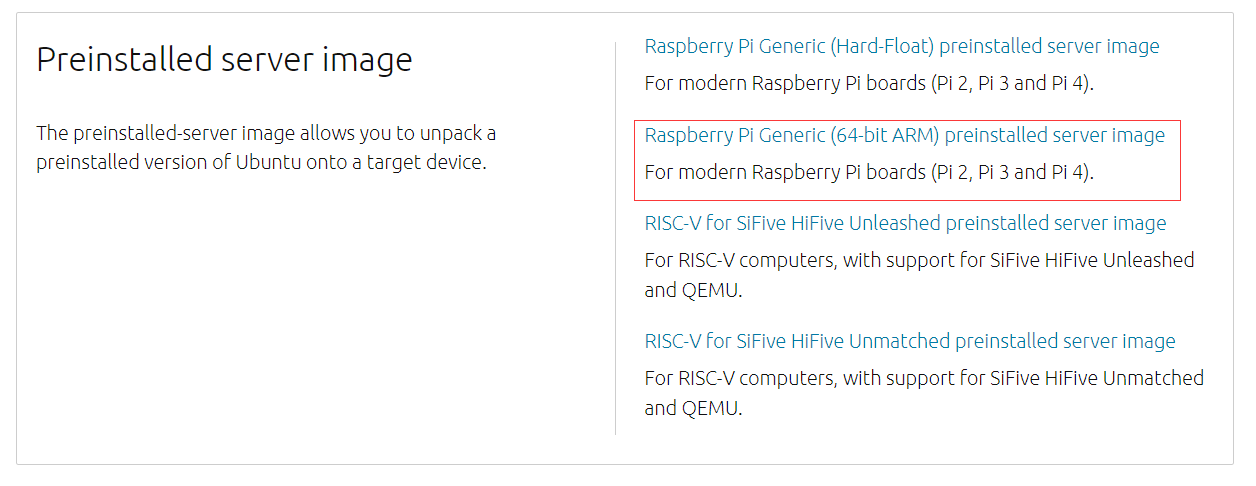 Preinstalled server image
The preinstalled-server image allows you to unpack a
preinstalled version of Ubuntu onto a target device.
Raspberry Pi Generic (Hard-Float) preinstalled server image
For modern Raspberry Pi boards (Pi 2, Pi 3 and Pi 4).
Raspberry Pi Generic (64-bit ARM) preinstalled server image
For modern Raspberry Pi boards (Pi 2, Pi 3 and Pi 4).
RISC-V for SiFive HiFive Unleashed preinstalled server image
For RISC-V computers, with support for SiFive HiFive Unleashed
and QEMU.
RISC-V for SiFive HiFive Unmatched preinstalled server image
For RISC-V computers, with support for SiFive HiFive Unmatched
and QEMU.